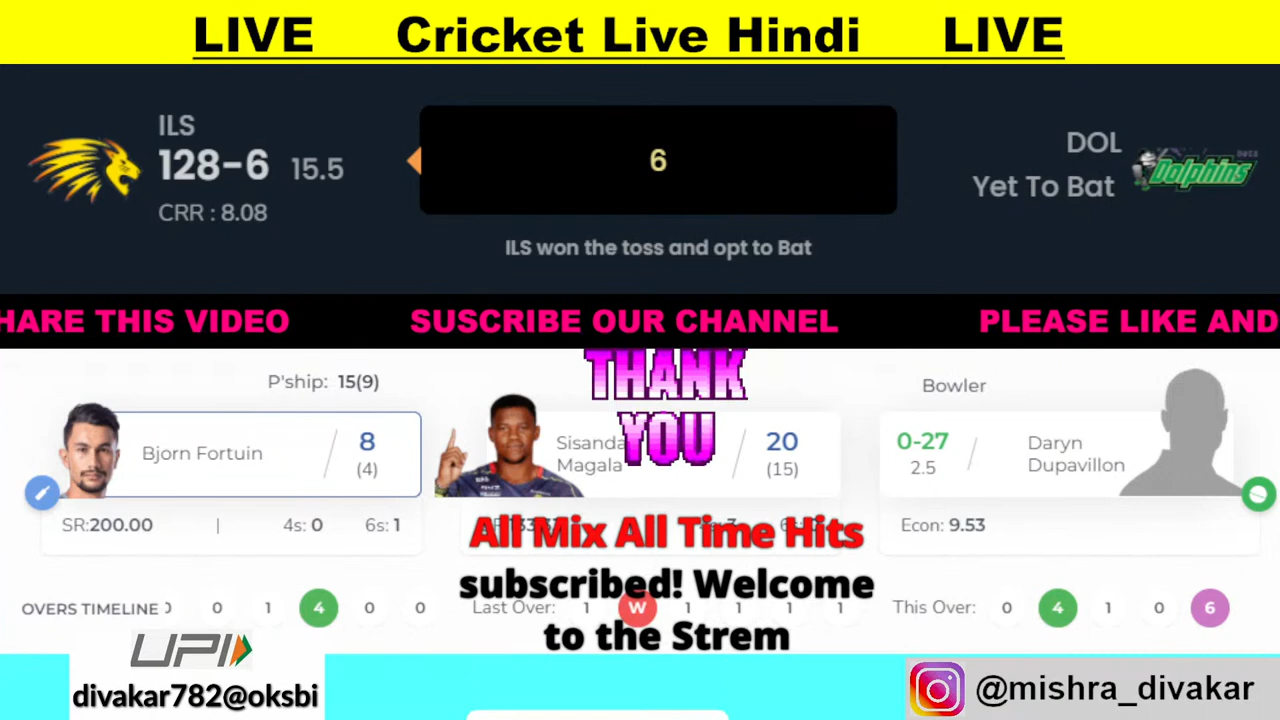 LIVE Cricket Live Hindi LIVE
ILS
128-6 15.5
CRR : 8.08
6
ILS won the toss and opt to Bat
DOL
Yet To Bat
Dolphins
HARE THIS VIDEO SUSCRIBE OUR CHANNEL PLEASE LIKE AND
THANK
YOU
P'ship: 15(9)
Bjorn Fortuin 8
(4)
SR:200.00 | 4s: 0 6s: 1
Sisanda
Magala
20
(15)
Bowler
0-27
2.5
Daryn
Dupavillon
Econ: 9.53
All Mix All Time Hits
subscribed! Welcome
to the Strem
OVERS TIMELINE 0 1 4 0 0 Last Over: 1 W 1 1 1 1 This Over: 0 4 1 0 6
UPI
divakar782@oksbi
@mishra_divakar